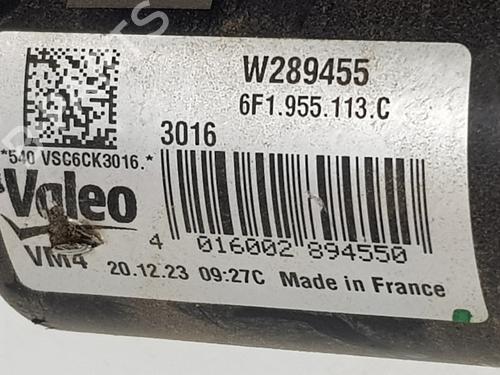 W289455
6F1.955.113.C
3016
*540 VSC6CK3016.*
Valeo
4 016002 894550
VM4 20.12.23 09:27C Made in France